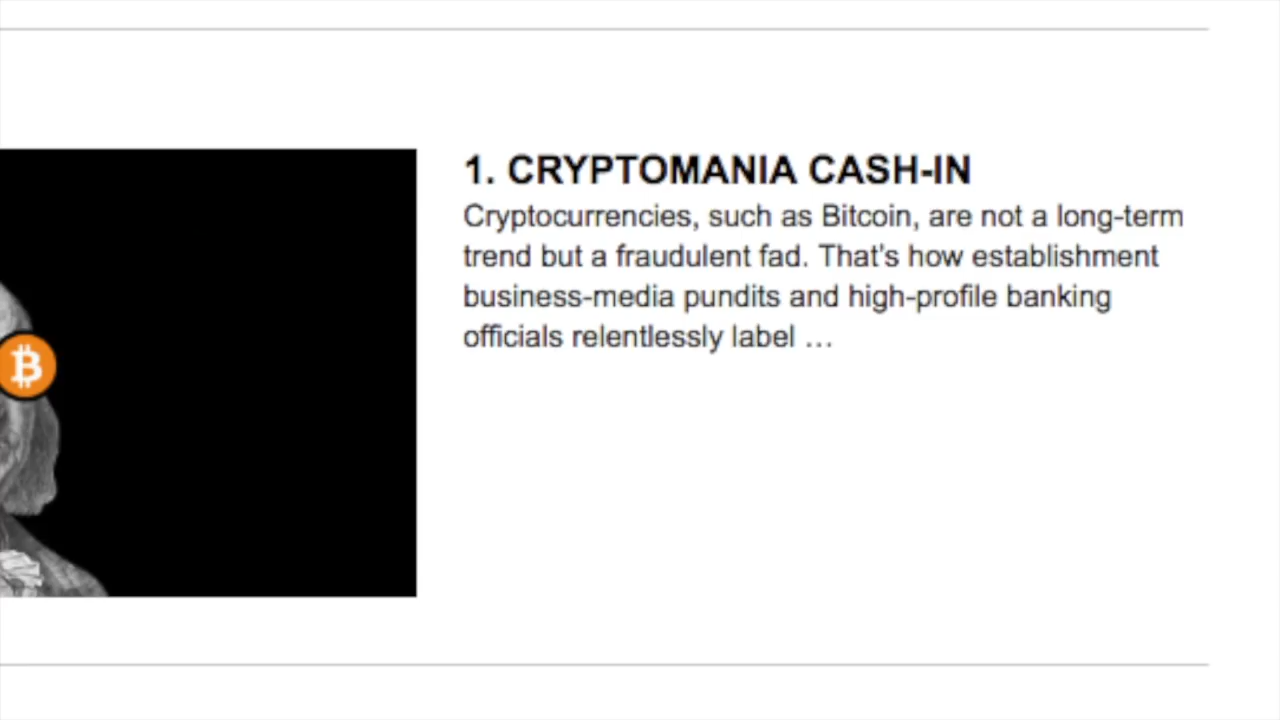 1. CRYPTOMANIA CASH-IN
Cryptocurrencies, such as Bitcoin, are not a long-term
trend but a fraudulent fad. That's how establishment
business-media pundits and high-profile banking
officials relentlessly label ...